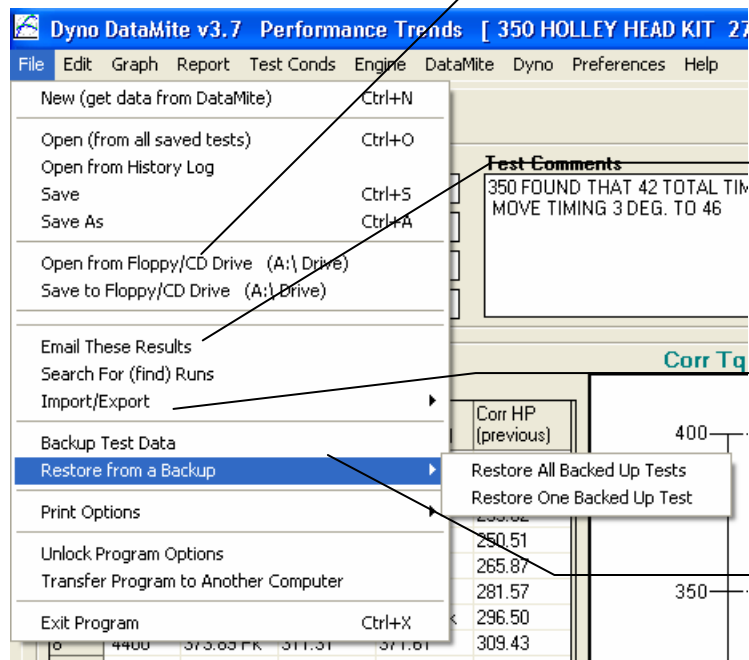 Dyno DataMite v3.7 Performance Trends [ 350 HOLLEY HEAD KIT 27
File Edit Graph Report Test Conds Engine DataMite Dyno Preferences Help
New (get data from DataMite) Ctrl+N
Open (from all saved tests) Ctrl+O
Open from History Log
Save Ctrl+S
Save As Ctrl+A
Open from Floppy/CD Drive (A:\ Drive)
Save to Floppy/CD Drive (A:\ Drive)
Email These Results
Search For (find) Runs
Import/Export
Backup Test Data
Restore from a Backup
Print Options
Unlock Program Options
Transfer Program to Another Computer
Exit Program Ctrl+X
Test Comments
350 FOUND THAT 42 TOTAL TIM
MOVE TIMING 3 DEG. TO 46
Corr Tq
Corr HP
(previous)
400
Restore All Backed Up Tests
Restore One Backed Up Test
250.51
265.87
281.57
350
296.50
309.43